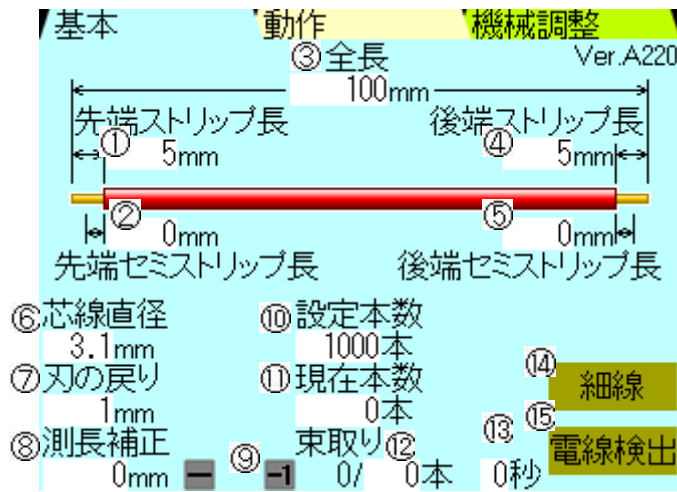 基本 動作 機械調整
③全長 Ver.A220
100mm
先端ストリップ長 後端ストリップ長
① 5mm ④ 5mm
② 0mm ⑤ 0mm
先端セミストリップ長 後端セミストリップ長
⑥芯線直径 ⑩設定本数
3.1mm 1000本
⑦刃の戻り ⑪現在本数 ⑭ 細線
1mm 0本 ⑮
⑧測長補正 束取り⑫ ⑬ 電線検出
0mm ー ⑨ -1 0/ 0本 0秒